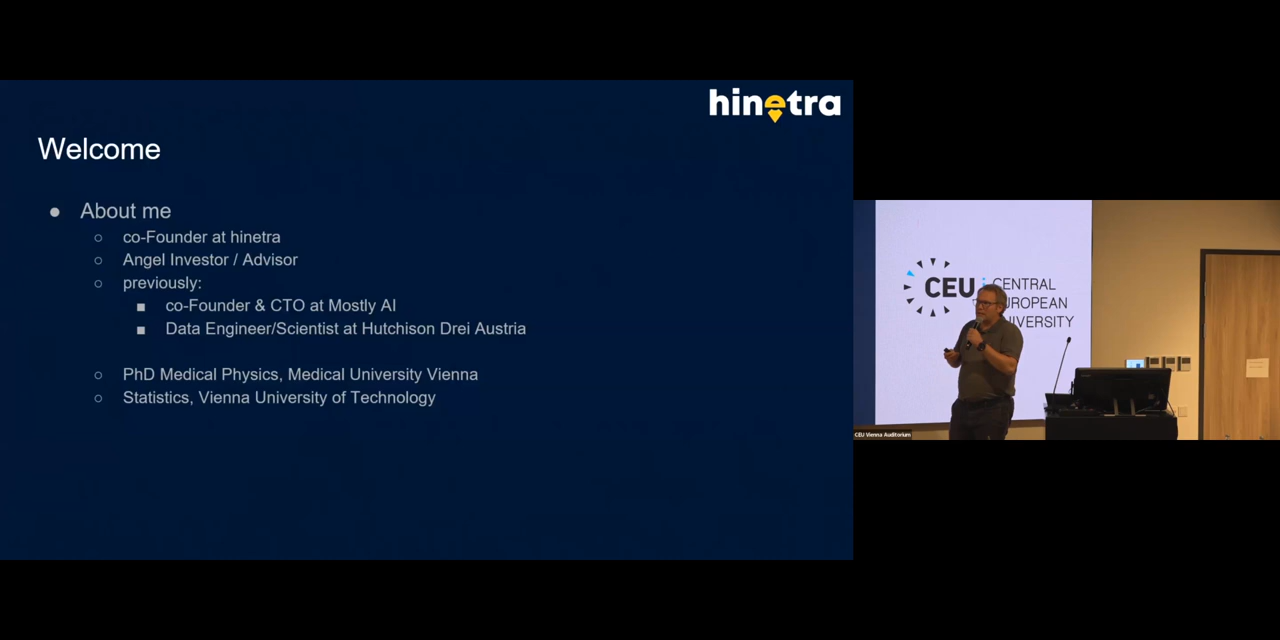 hinetra
Welcome
● About me
○ co-Founder at hinetra
○ Angel Investor / Advisor
○ previously:
■ co-Founder & CTO at Mostly AI
■ Data Engineer/Scientist at Hutchison Drei Austria
○ PhD Medical Physics, Medical University Vienna
○ Statistics, Vienna University of Technology
CEU
CENTRAL
EUROPEAN
UNIVERSITY
CEU Vienna Auditorium